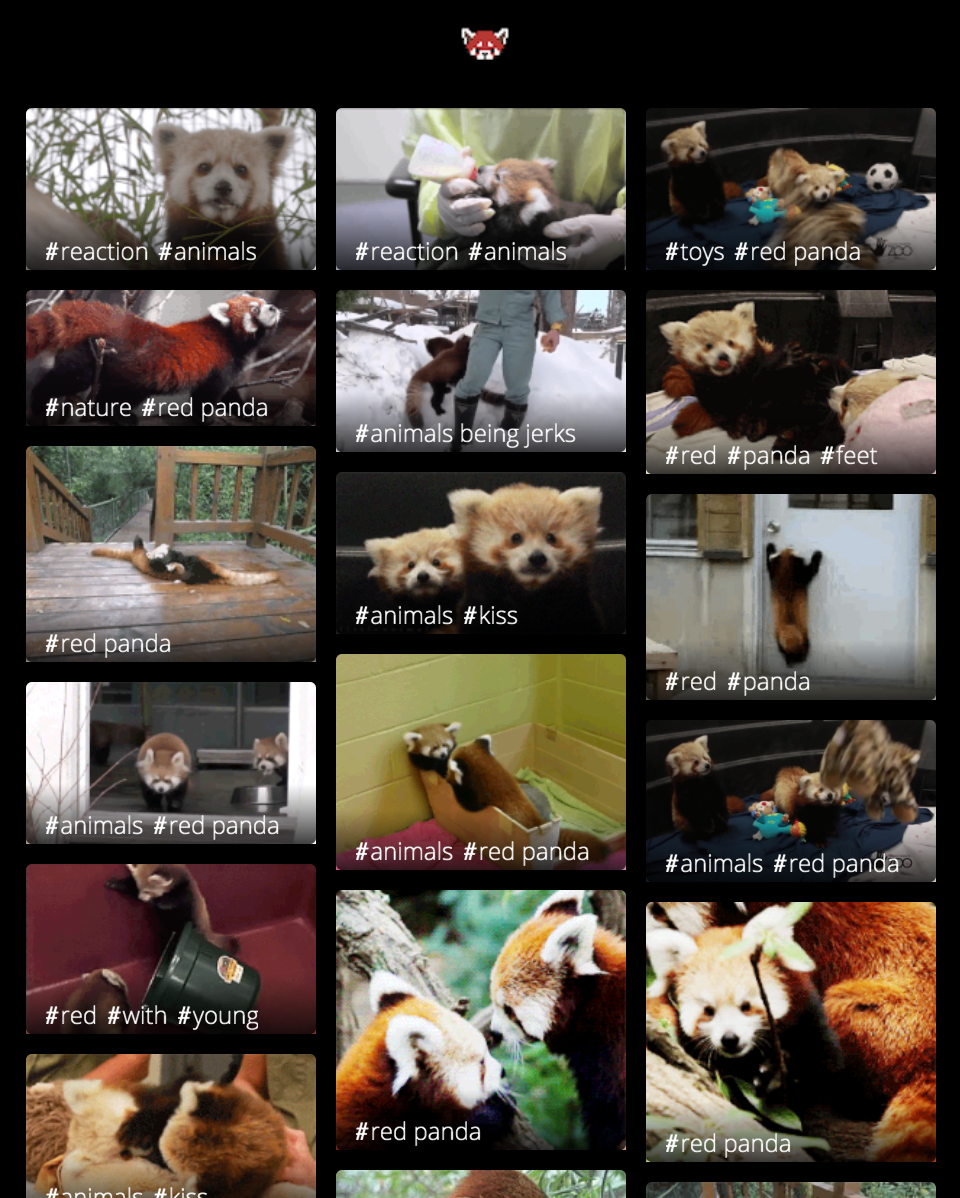 #reaction #animals
#reaction #animals
#toys #red panda
zoo
#nature #red panda
#animals being jerks
#red #panda #feet
#red panda
#animals #kiss
#red #panda
#animals #red panda
#animals #red panda
#animals #red panda
#red #with #young
#red panda
#red panda
#animals #kiss